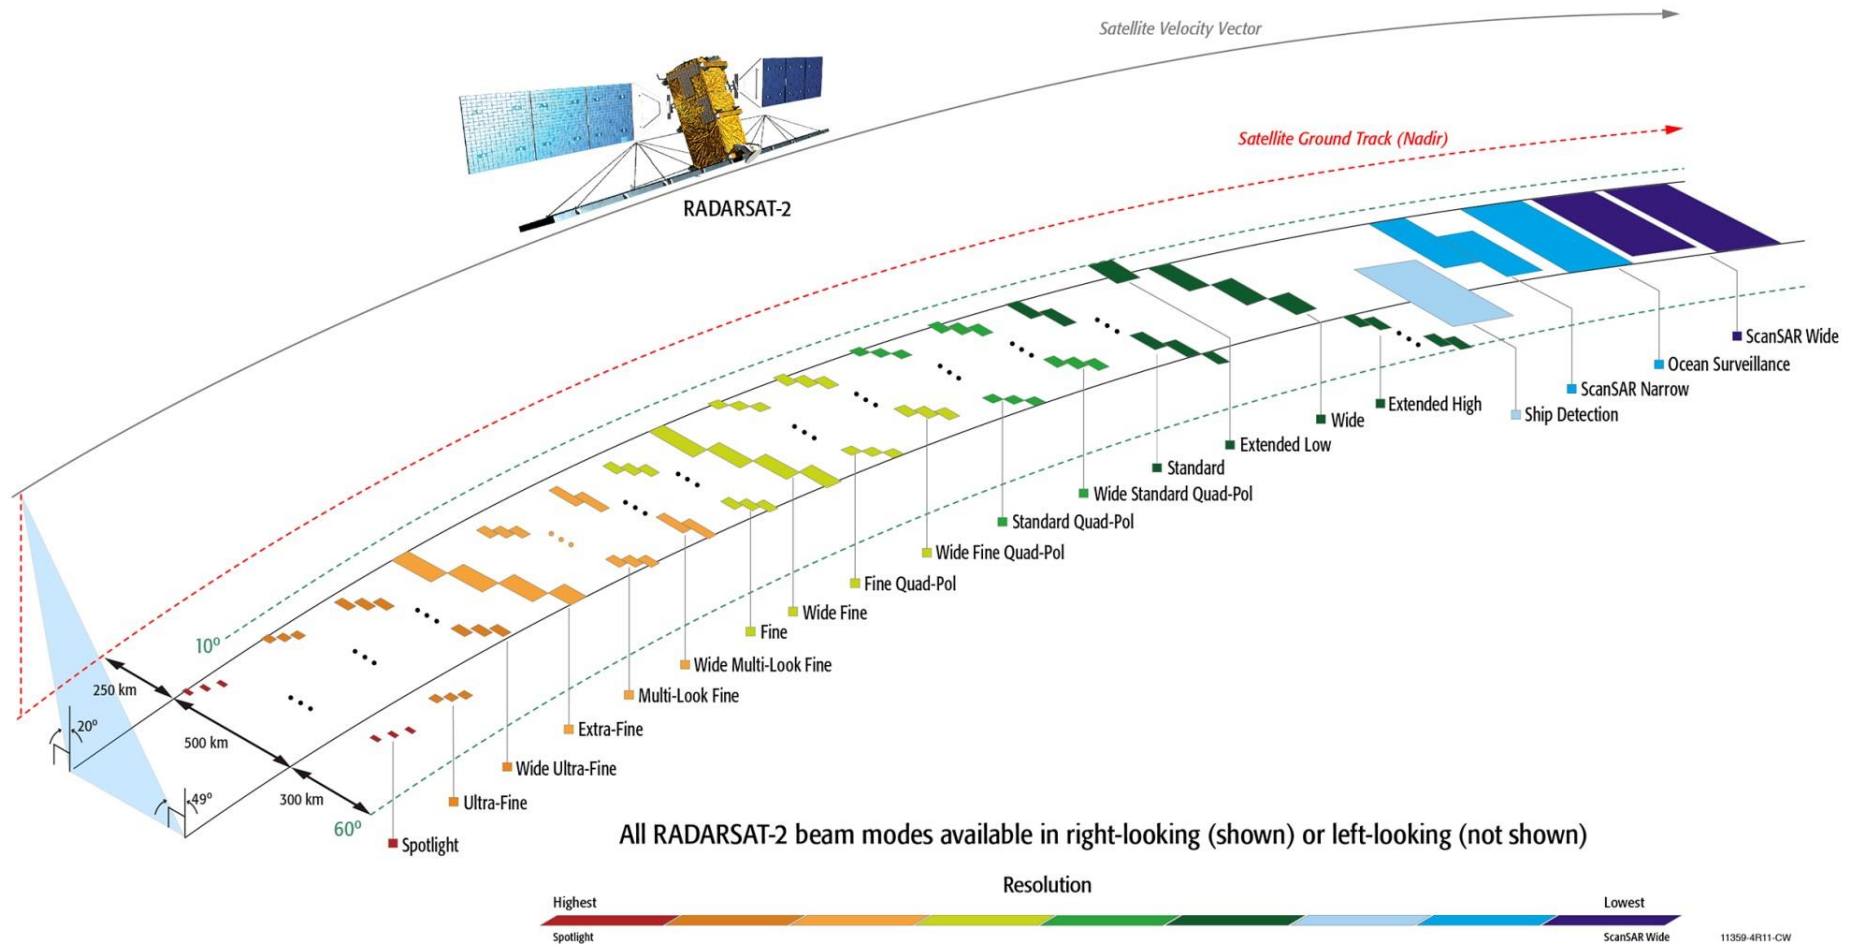 Satellite Velocity Vector
Satellite Ground Track (Nadir)
RADARSAT-2
ScanSAR Wide
Ocean Surveillance
ScanSAR Narrow
Ship Detection
Extended High
Wide
Extended Low
Standard
Wide Standard Quad-Pol
Standard Quad-Pol
Wide Fine Quad-Pol
Fine Quad-Pol
Wide Fine
Fine
Wide Multi-Look Fine
Multi-Look Fine
Extra-Fine
Wide Ultra-Fine
Ultra-Fine
Spotlight
10º
250 km
20º
500 km
49º
300 km
60º
All RADARSAT-2 beam modes available in right-looking (shown) or left-looking (not shown)
Resolution
Highest
Lowest
Spotlight
ScanSAR Wide
11359-4R11-CW